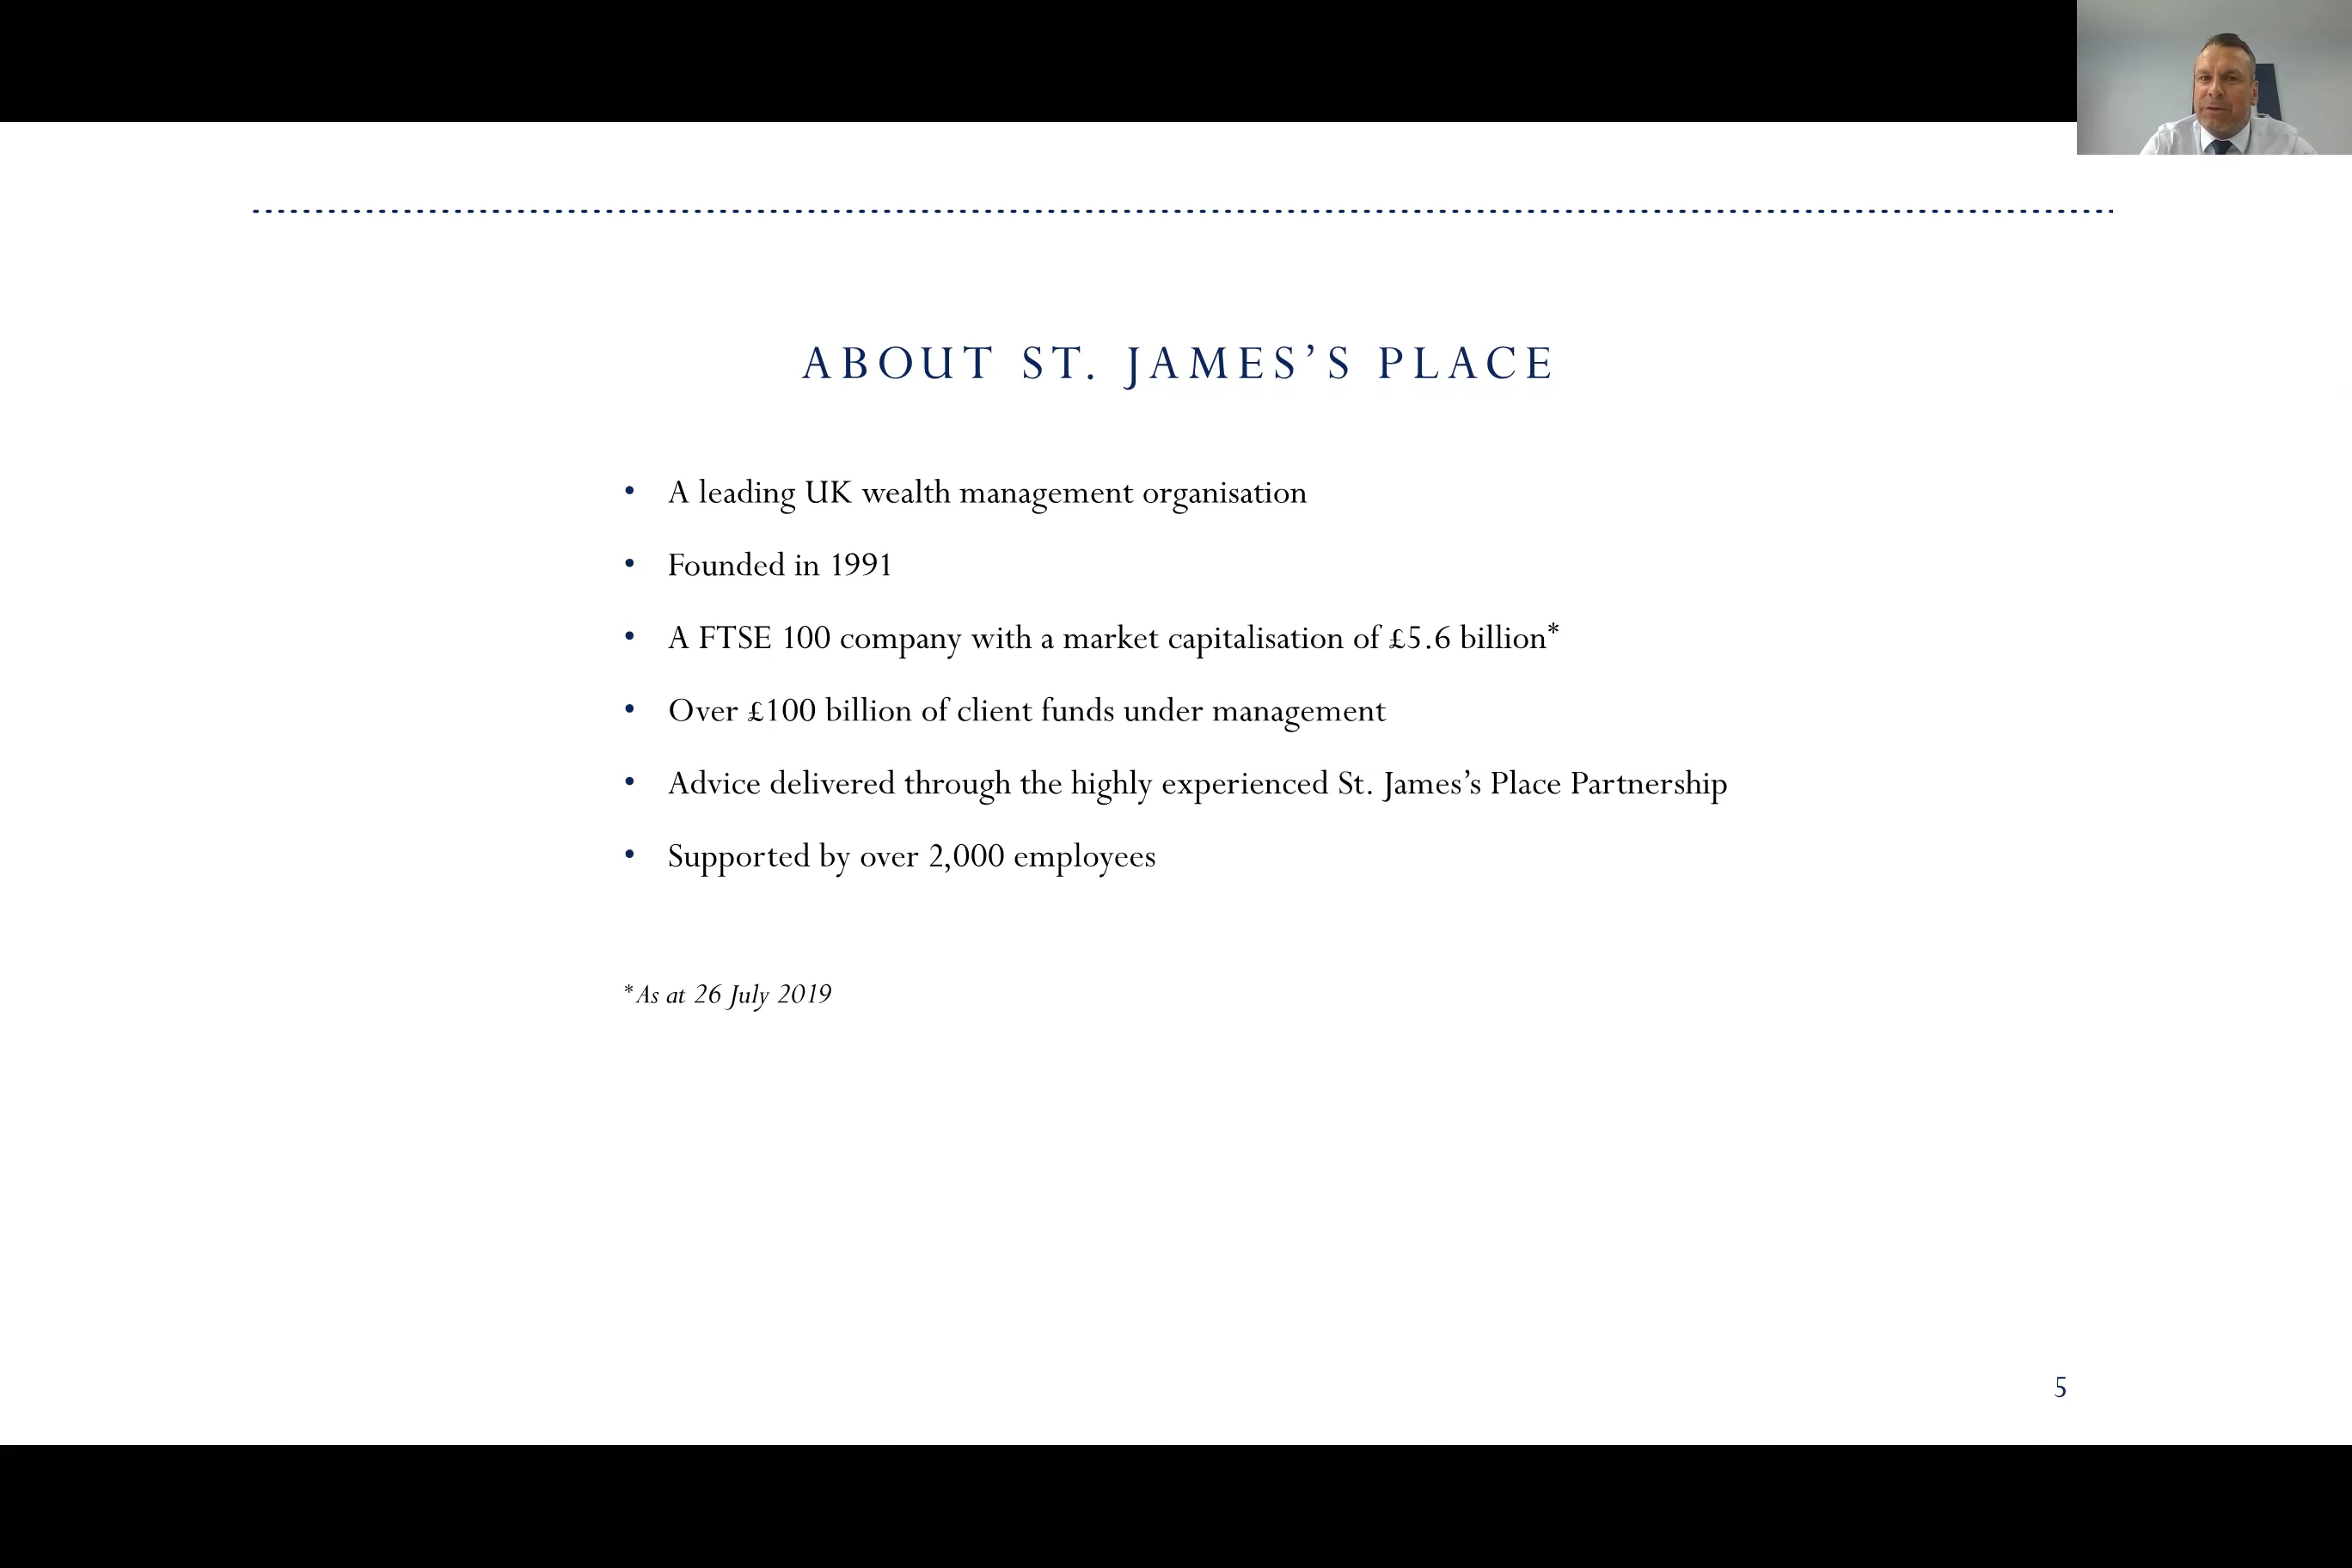 ABOUT ST. JAMES’S PLACE
• A leading UK wealth management organisation
• Founded in 1991
• A FTSE 100 company with a market capitalisation of £5.6 billion*
• Over £100 billion of client funds under management
• Advice delivered through the highly experienced St. James’s Place Partnership
• Supported by over 2,000 employees
*As at 26 July 2019
5